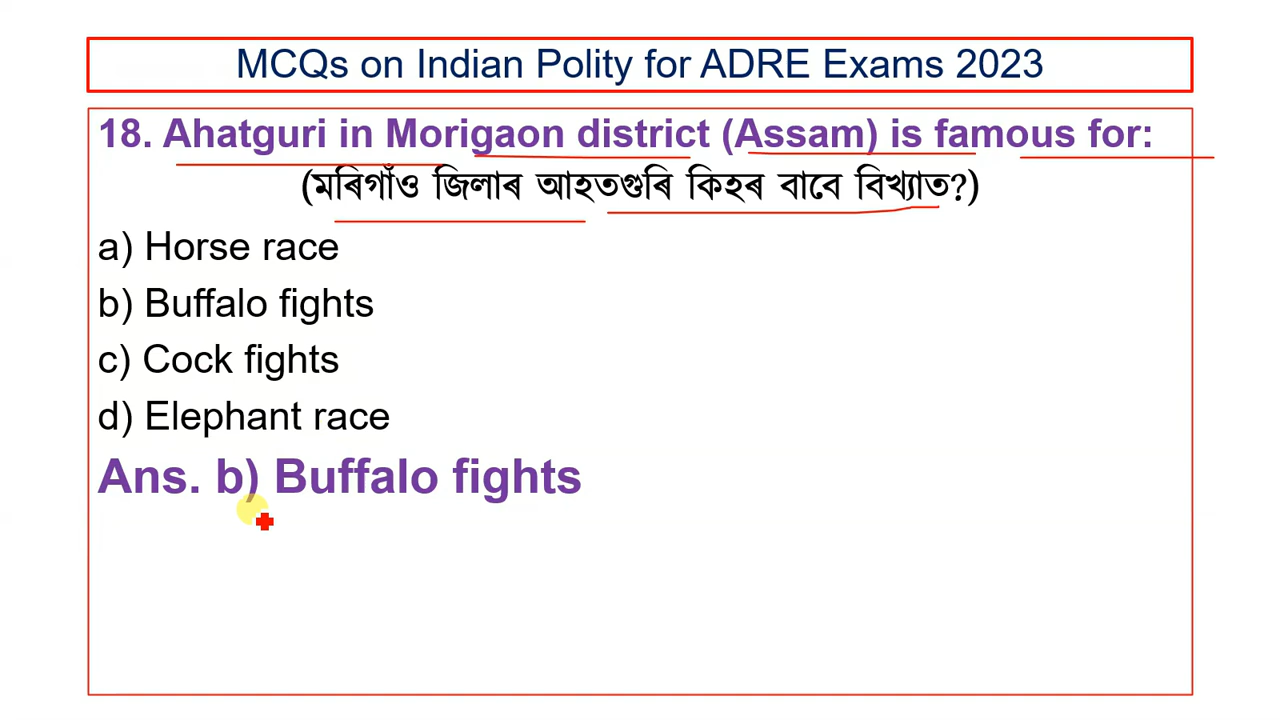 MCQs on Indian Polity for ADRE Exams 2023
18. Ahatguri in Morigaon district (Assam) is famous for:
(মৰিগাঁও জিলাৰ আহতগুৰি কিহৰ বাবে বিখ্যাত?)
a) Horse race
b) Buffalo fights
c) Cock fights
d) Elephant race
Ans. b) Buffalo fights